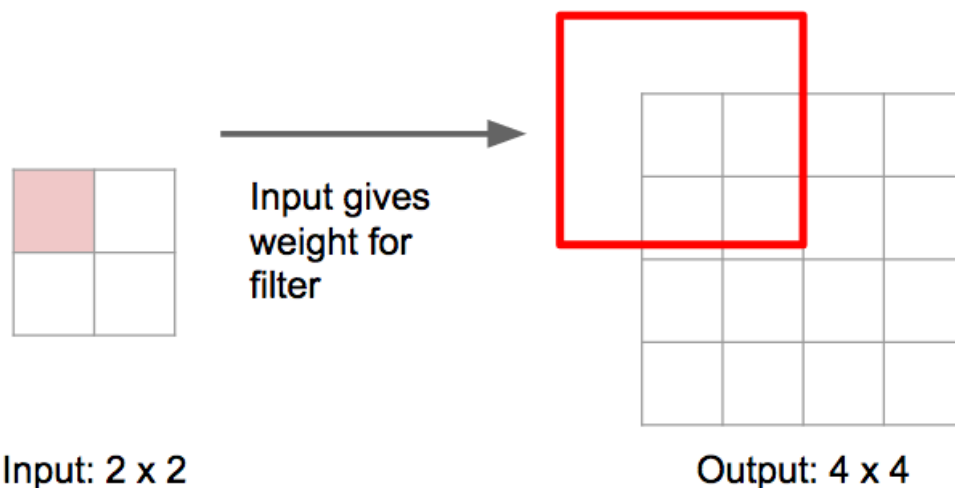 Input gives
weight for
filter
Input: 2 x 2
Output: 4 x 4